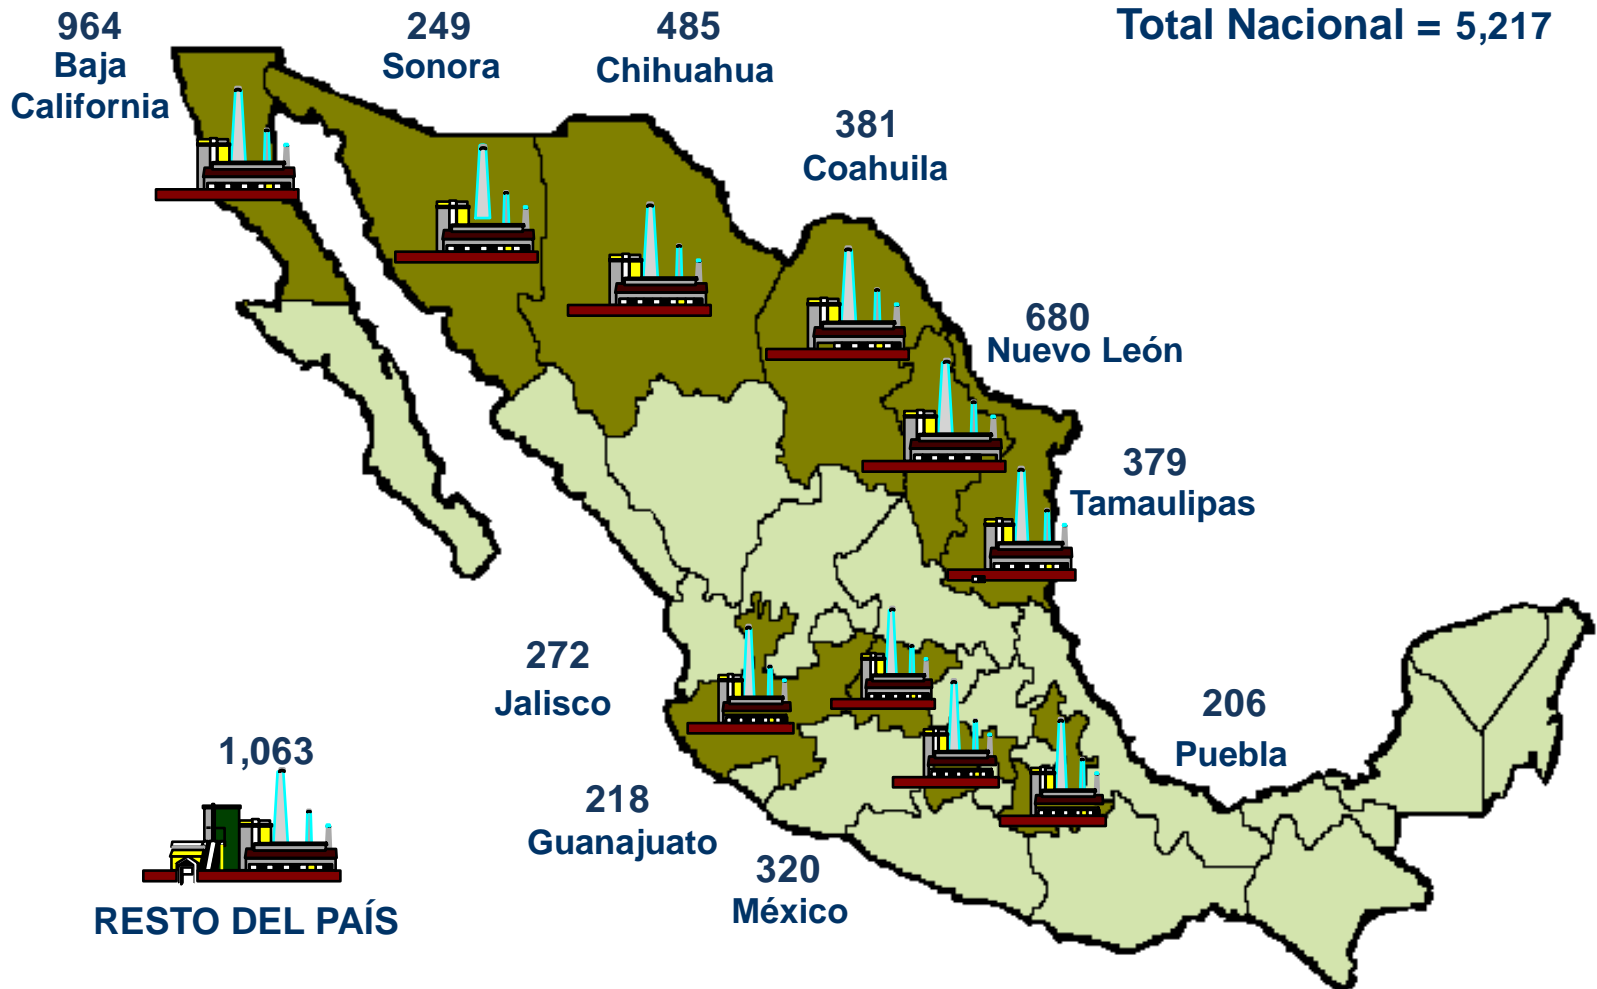 Total Nacional = 5,217
964
Baja
California
249
Sonora
485
Chihuahua
381
Coahuila
680
Nuevo León
379
Tamaulipas
272
Jalisco
206
Puebla
1,063
RESTO DEL PAÍS
218
Guanajuato
320
México